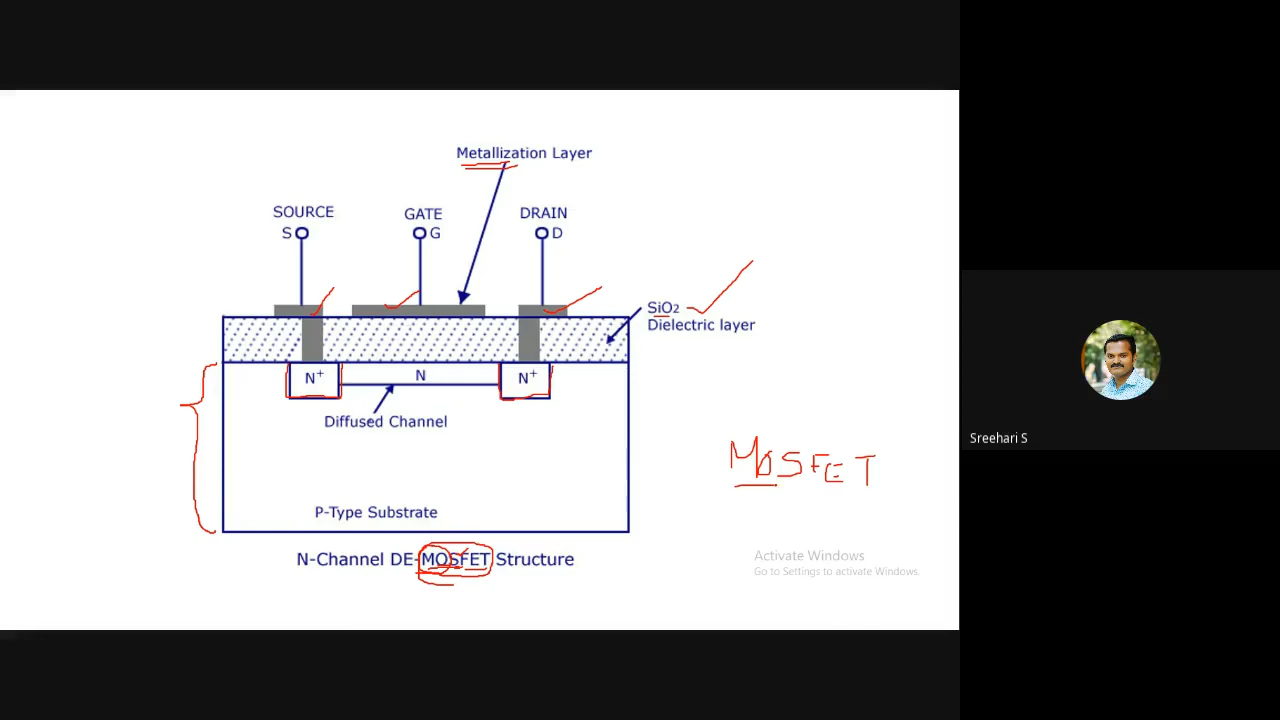 Metallization Layer
SOURCE
GATE
DRAIN
S
G
D
SiO2
Dielectric layer
N+
N
N+
Diffused Channel
MOSFET
P-Type Substrate
N-Channel DE-MOSFET Structure
Activate Windows
Go to Settings to activate Windows.
Sreehari S